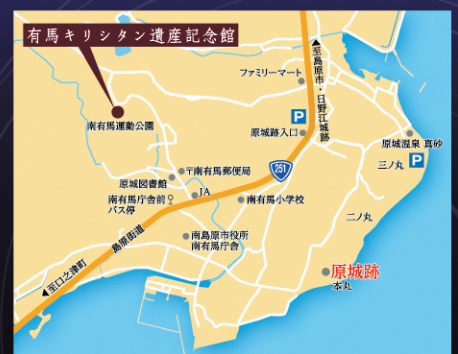 有馬キリシタン遺産記念館
ファミリーマート
▲至島原市・日野江城跡
P
原城跡入口
南有馬運動公園
原城温泉 真砂
P
三ノ丸
〒南有馬郵便局
251
原城図書館
JA
南有馬庁舎前
バス停
南有馬小学校
二ノ丸
島原街道
南島原市役所
南有馬庁舎
原城跡
本丸
▲至口之津町